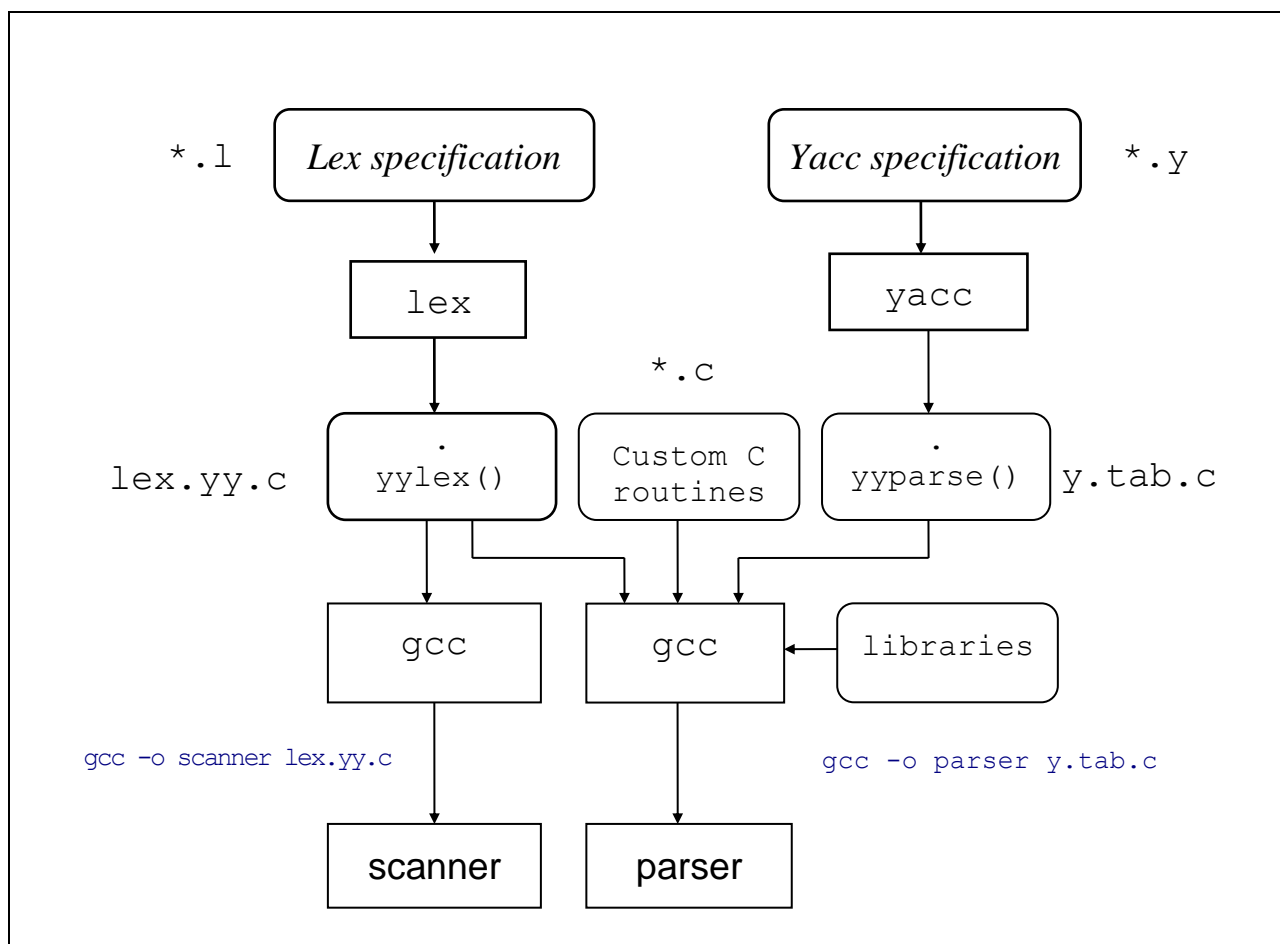 *.l
Lex specification
Yacc specification
*.y
lex
yacc
*.c
lex.yy.c
.
yylex()
Custom C
routines
.
yyparse()
y.tab.c
gcc
gcc
libraries
gcc -o scanner lex.yy.c
gcc -o parser y.tab.c
scanner
parser